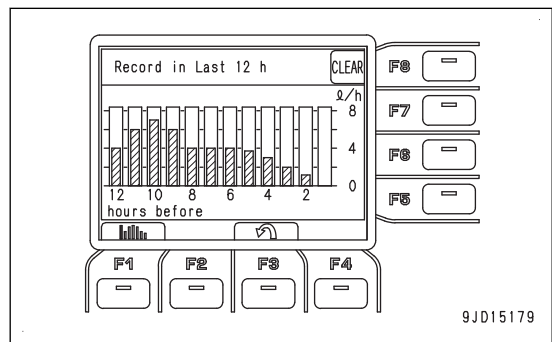 Record in Last 12 h CLEAR
ℓ/h
8
4
0
12 10 8 6 4 2
hours before
F8
F7
F6
F5
F1 F2 F3 F4
9JD15179